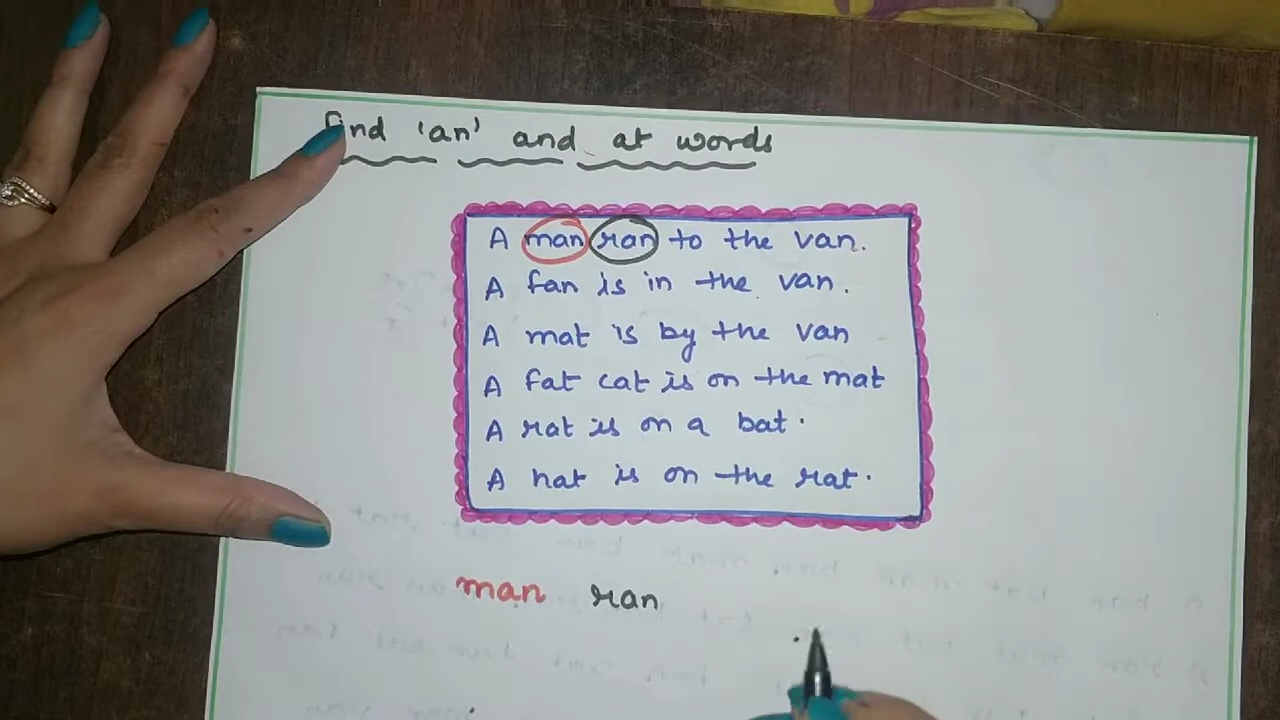 Find 'an' and at words
A man ran to the van.
A fan is in the van.
A mat is by the van
A fat cat is on the mat
A rat is on a bat.
A hat is on the rat.
man ran